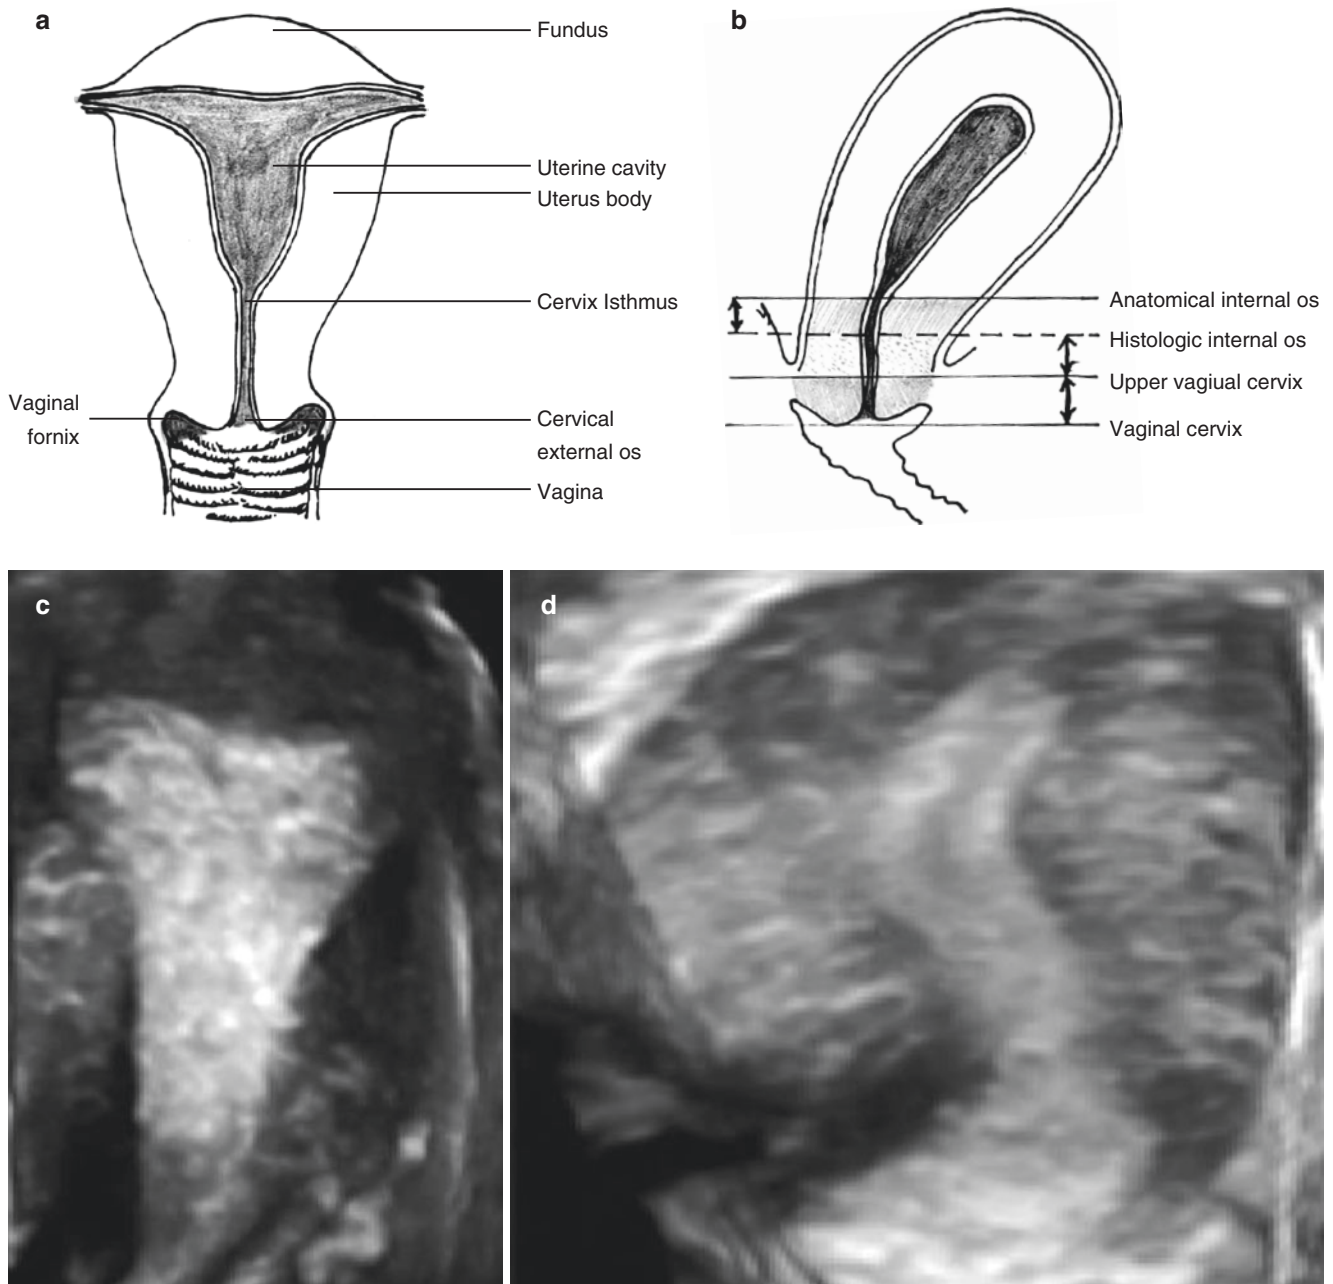 a
Fundus
Uterine cavity
Uterus body
Cervix Isthmus
Vaginal
fornix
Cervical
external os
Vagina
b
Anatomical internal os
Histologic internal os
Upper vagiual cervix
Vaginal cervix
c
d